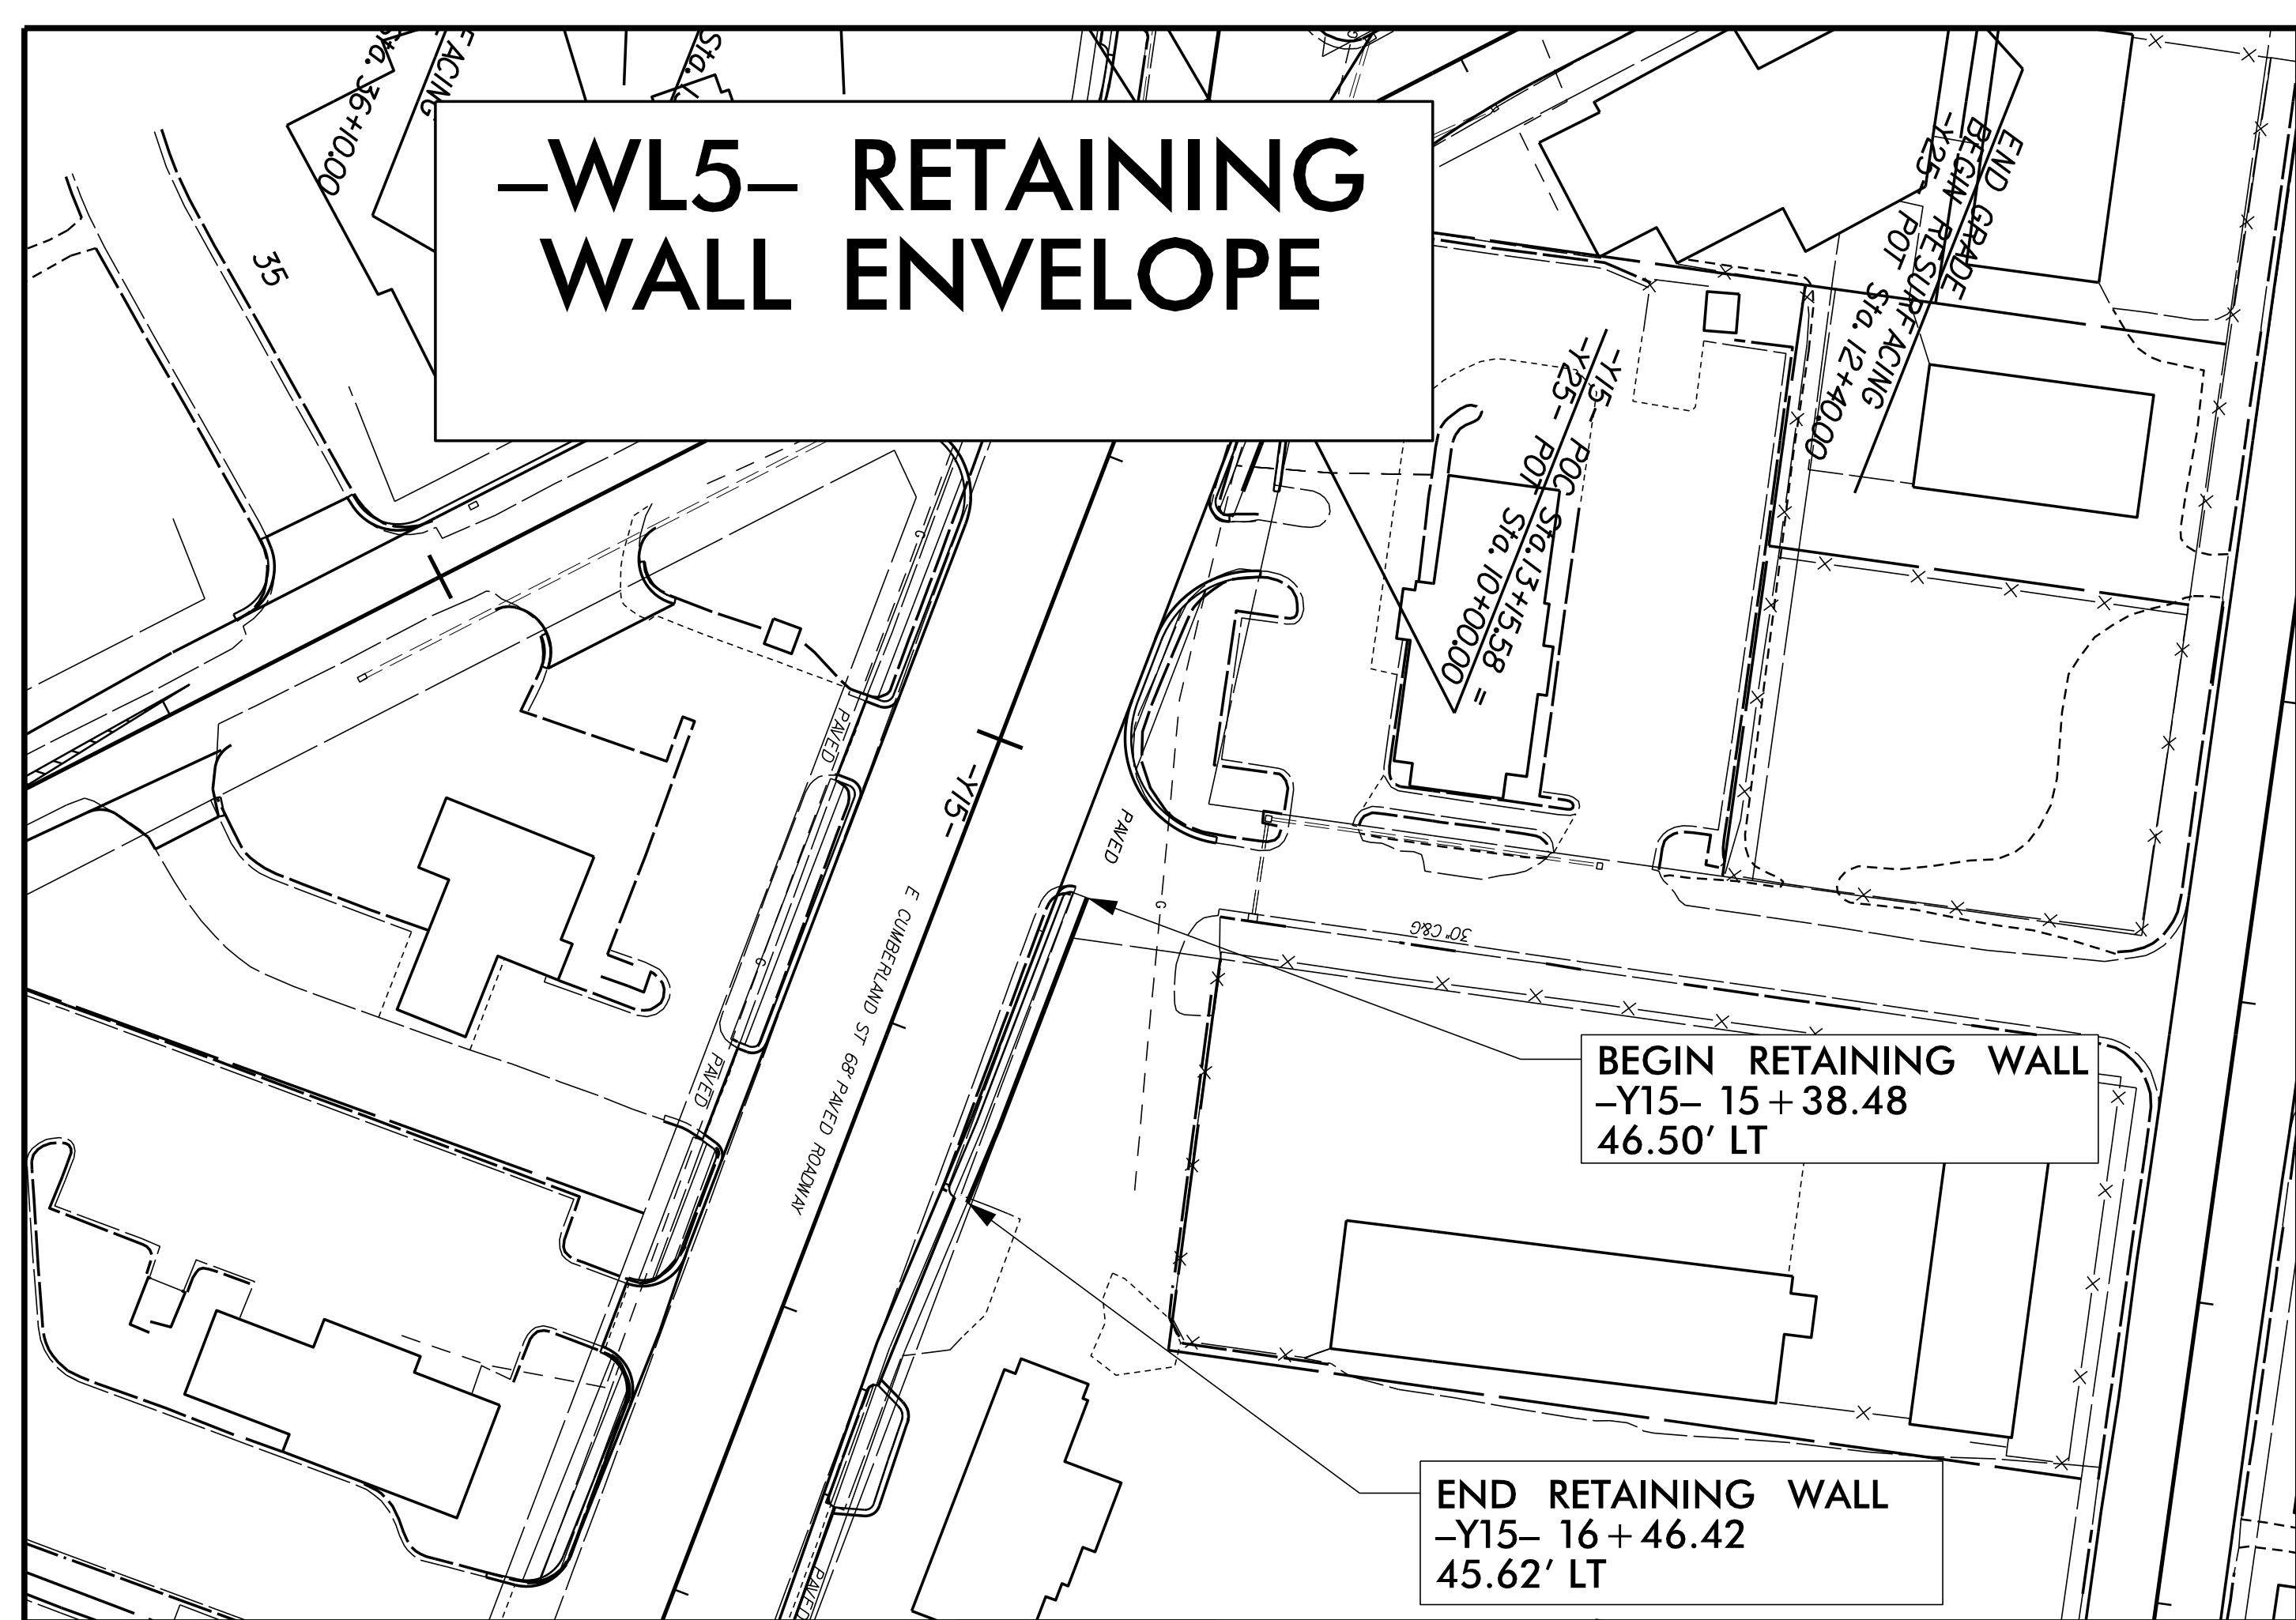 –WL5– RETAINING
WALL ENVELOPE
Sta. 36+10.00
FACING
Sta.
35
END GRADE
BEGIN RESURFACING
-Y25- POT Sta. 12+40.00
-Y15- POC Sta. 13+15.58 =
-Y25- POT Sta. 10+00.00
G
G
PAVED
-Y15-
PAVED
G
30" C&G
G
E CUMBERLAND ST 68' PAVED ROADWAY
PAVED
BEGIN RETAINING WALL
–Y15– 15+38.48
46.50' LT
END RETAINING WALL
–Y15– 16+46.42
45.62' LT
PAVED